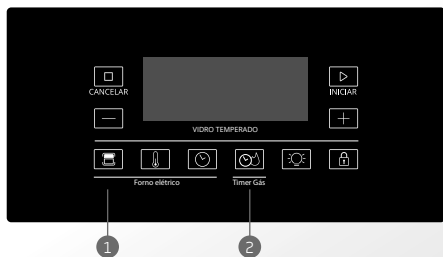 CANCELAR
INICIAR
VIDRO TEMPERADO
Forno elétrico
Timer Gás
1
2